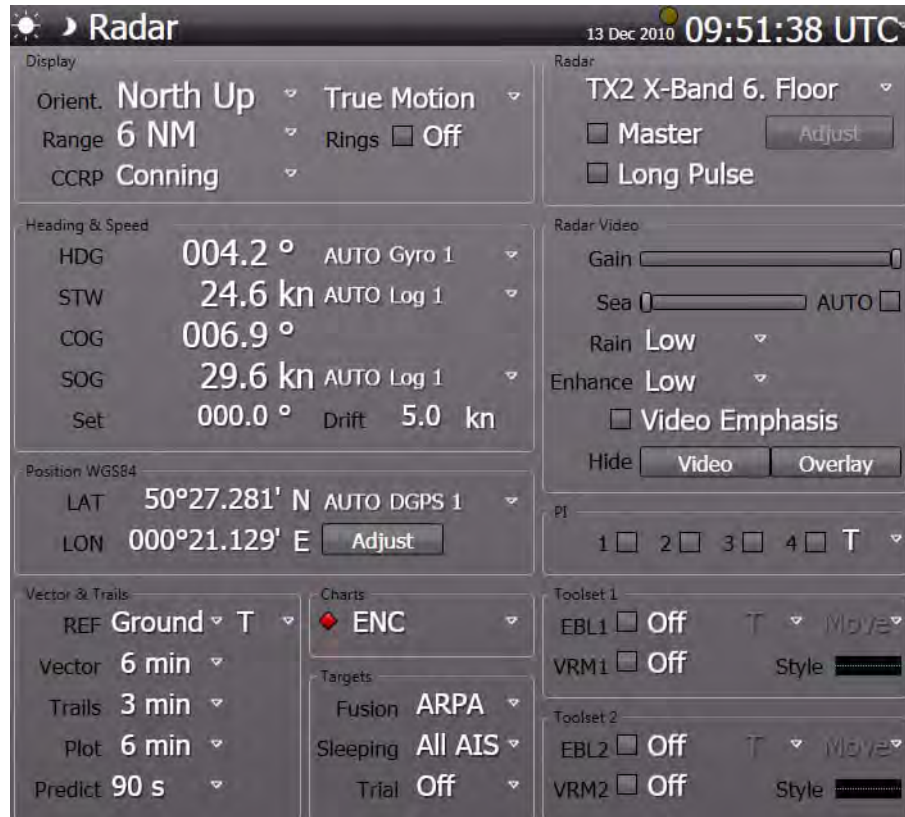 Radar
13 Dec 2010 09:51:38 UTC
Display
Orient. North Up True Motion
Range 6 NM Rings Off
CCRP Conning
Radar
TX2 X-Band 6. Floor
Master Adjust
Long Pulse
Heading & Speed
HDG 004.2 ° AUTO Gyro 1
STW 24.6 kn AUTO Log 1
COG 006.9 °
SOG 29.6 kn AUTO Log 1
Set 000.0 ° Drift 5.0 kn
Radar Video
Gain
Sea AUTO
Rain Low
Enhance Low
Video Emphasis
Hide Video Overlay
Position WGS84
LAT 50°27.281' N AUTO DGPS 1
LON 000°21.129' E Adjust
PI
1 2 3 4 T
Vector & Trails
REF Ground T
Vector 6 min
Trails 3 min
Plot 6 min
Predict 90 s
Charts
ENC
Targets
Fusion ARPA
Sleeping All AIS
Trial Off
Toolset 1
EBL1 Off T Move
VRM1 Off Style
Toolset 2
EBL2 Off T Move
VRM2 Off Style